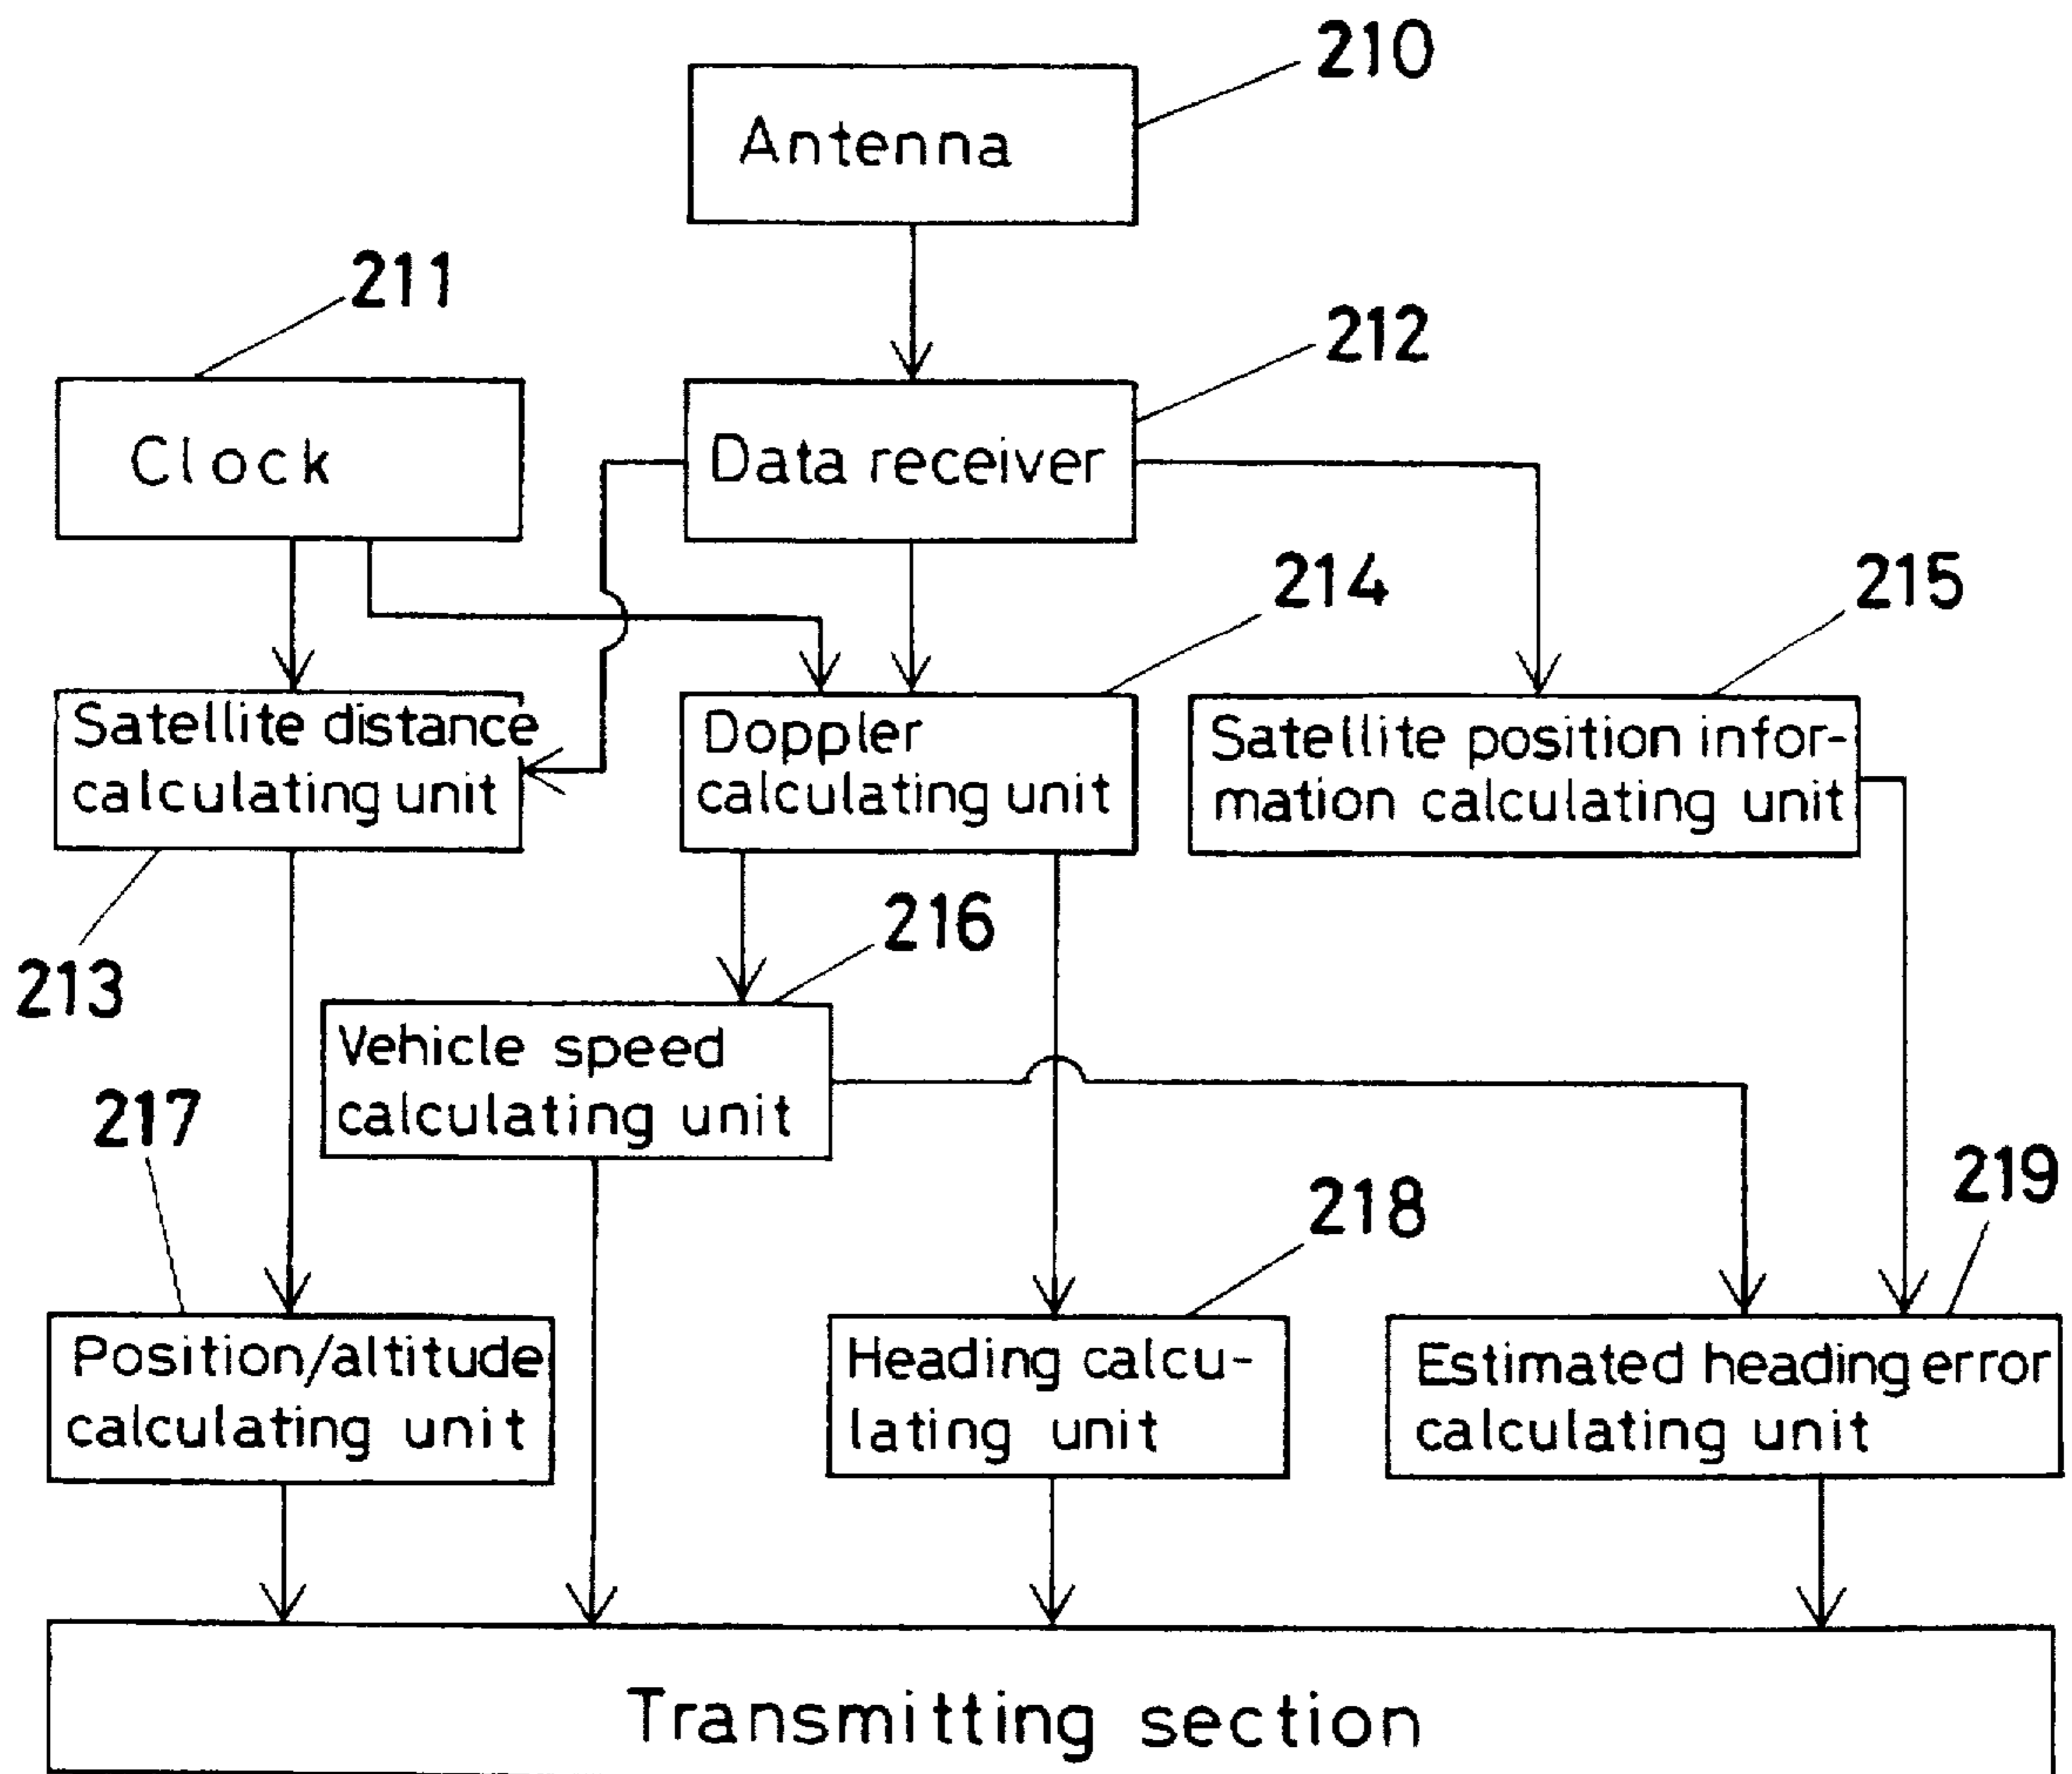 210
Antenna
211
212
Clock
Data receiver
214
215
Satellite distance
calculating unit
Doppler
calculating unit
Satellite position infor-
mation calculating unit
213
216
Vehicle speed
calculating unit
217
218
219
Position/altitude
calculating unit
Heading calcu-
lating unit
Estimated heading error
calculating unit
Transmitting section